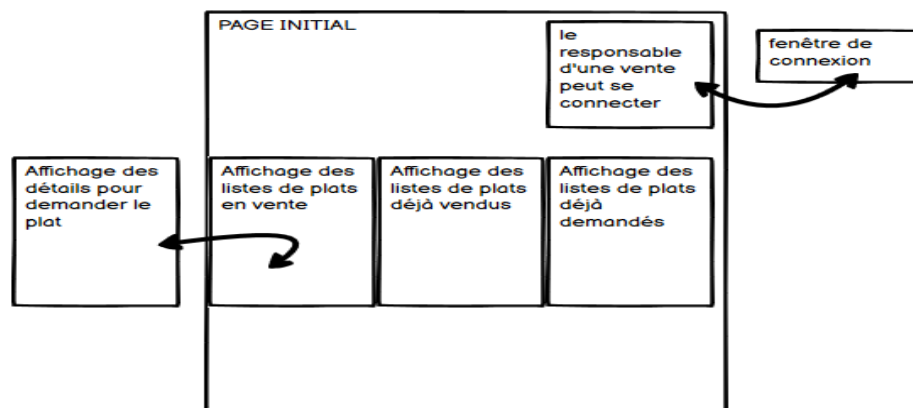 PAGE INITIAL
le
responsable
d'une vente
peut se
connecter
fenêtre de
connexion
Affichage des
détails pour
demander le
plat
Affichage des
listes de plats
en vente
Affichage des
listes de plats
déjà vendus
Affichage des
listes de plats
déjà
demandés